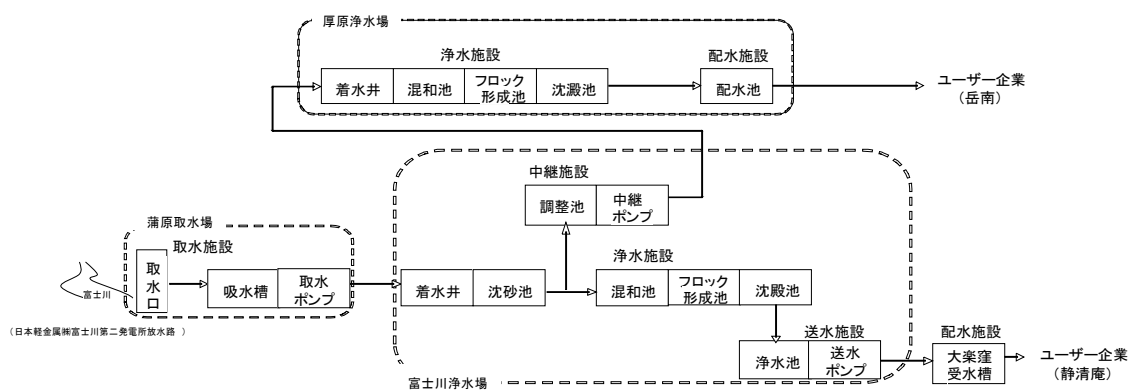 厚原浄水場
浄水施設
配水施設
着水井
混和池
フロック
形成池
沈澱池
配水池
ユーザー企業
(岳南)
中継施設
調整池
中継
ポンプ
蒲原取水場
取水施設
取水口
吸水槽
取水
ポンプ
富士川
(日本軽金属㈱富士川第二発電所放水路 )
着水井
沈砂池
浄水施設
混和池
フロック
形成池
沈殿池
送水施設
浄水池
送水
ポンプ
富士川浄水場
配水施設
大楽窪
受水槽
ユーザー企業
(静清庵)